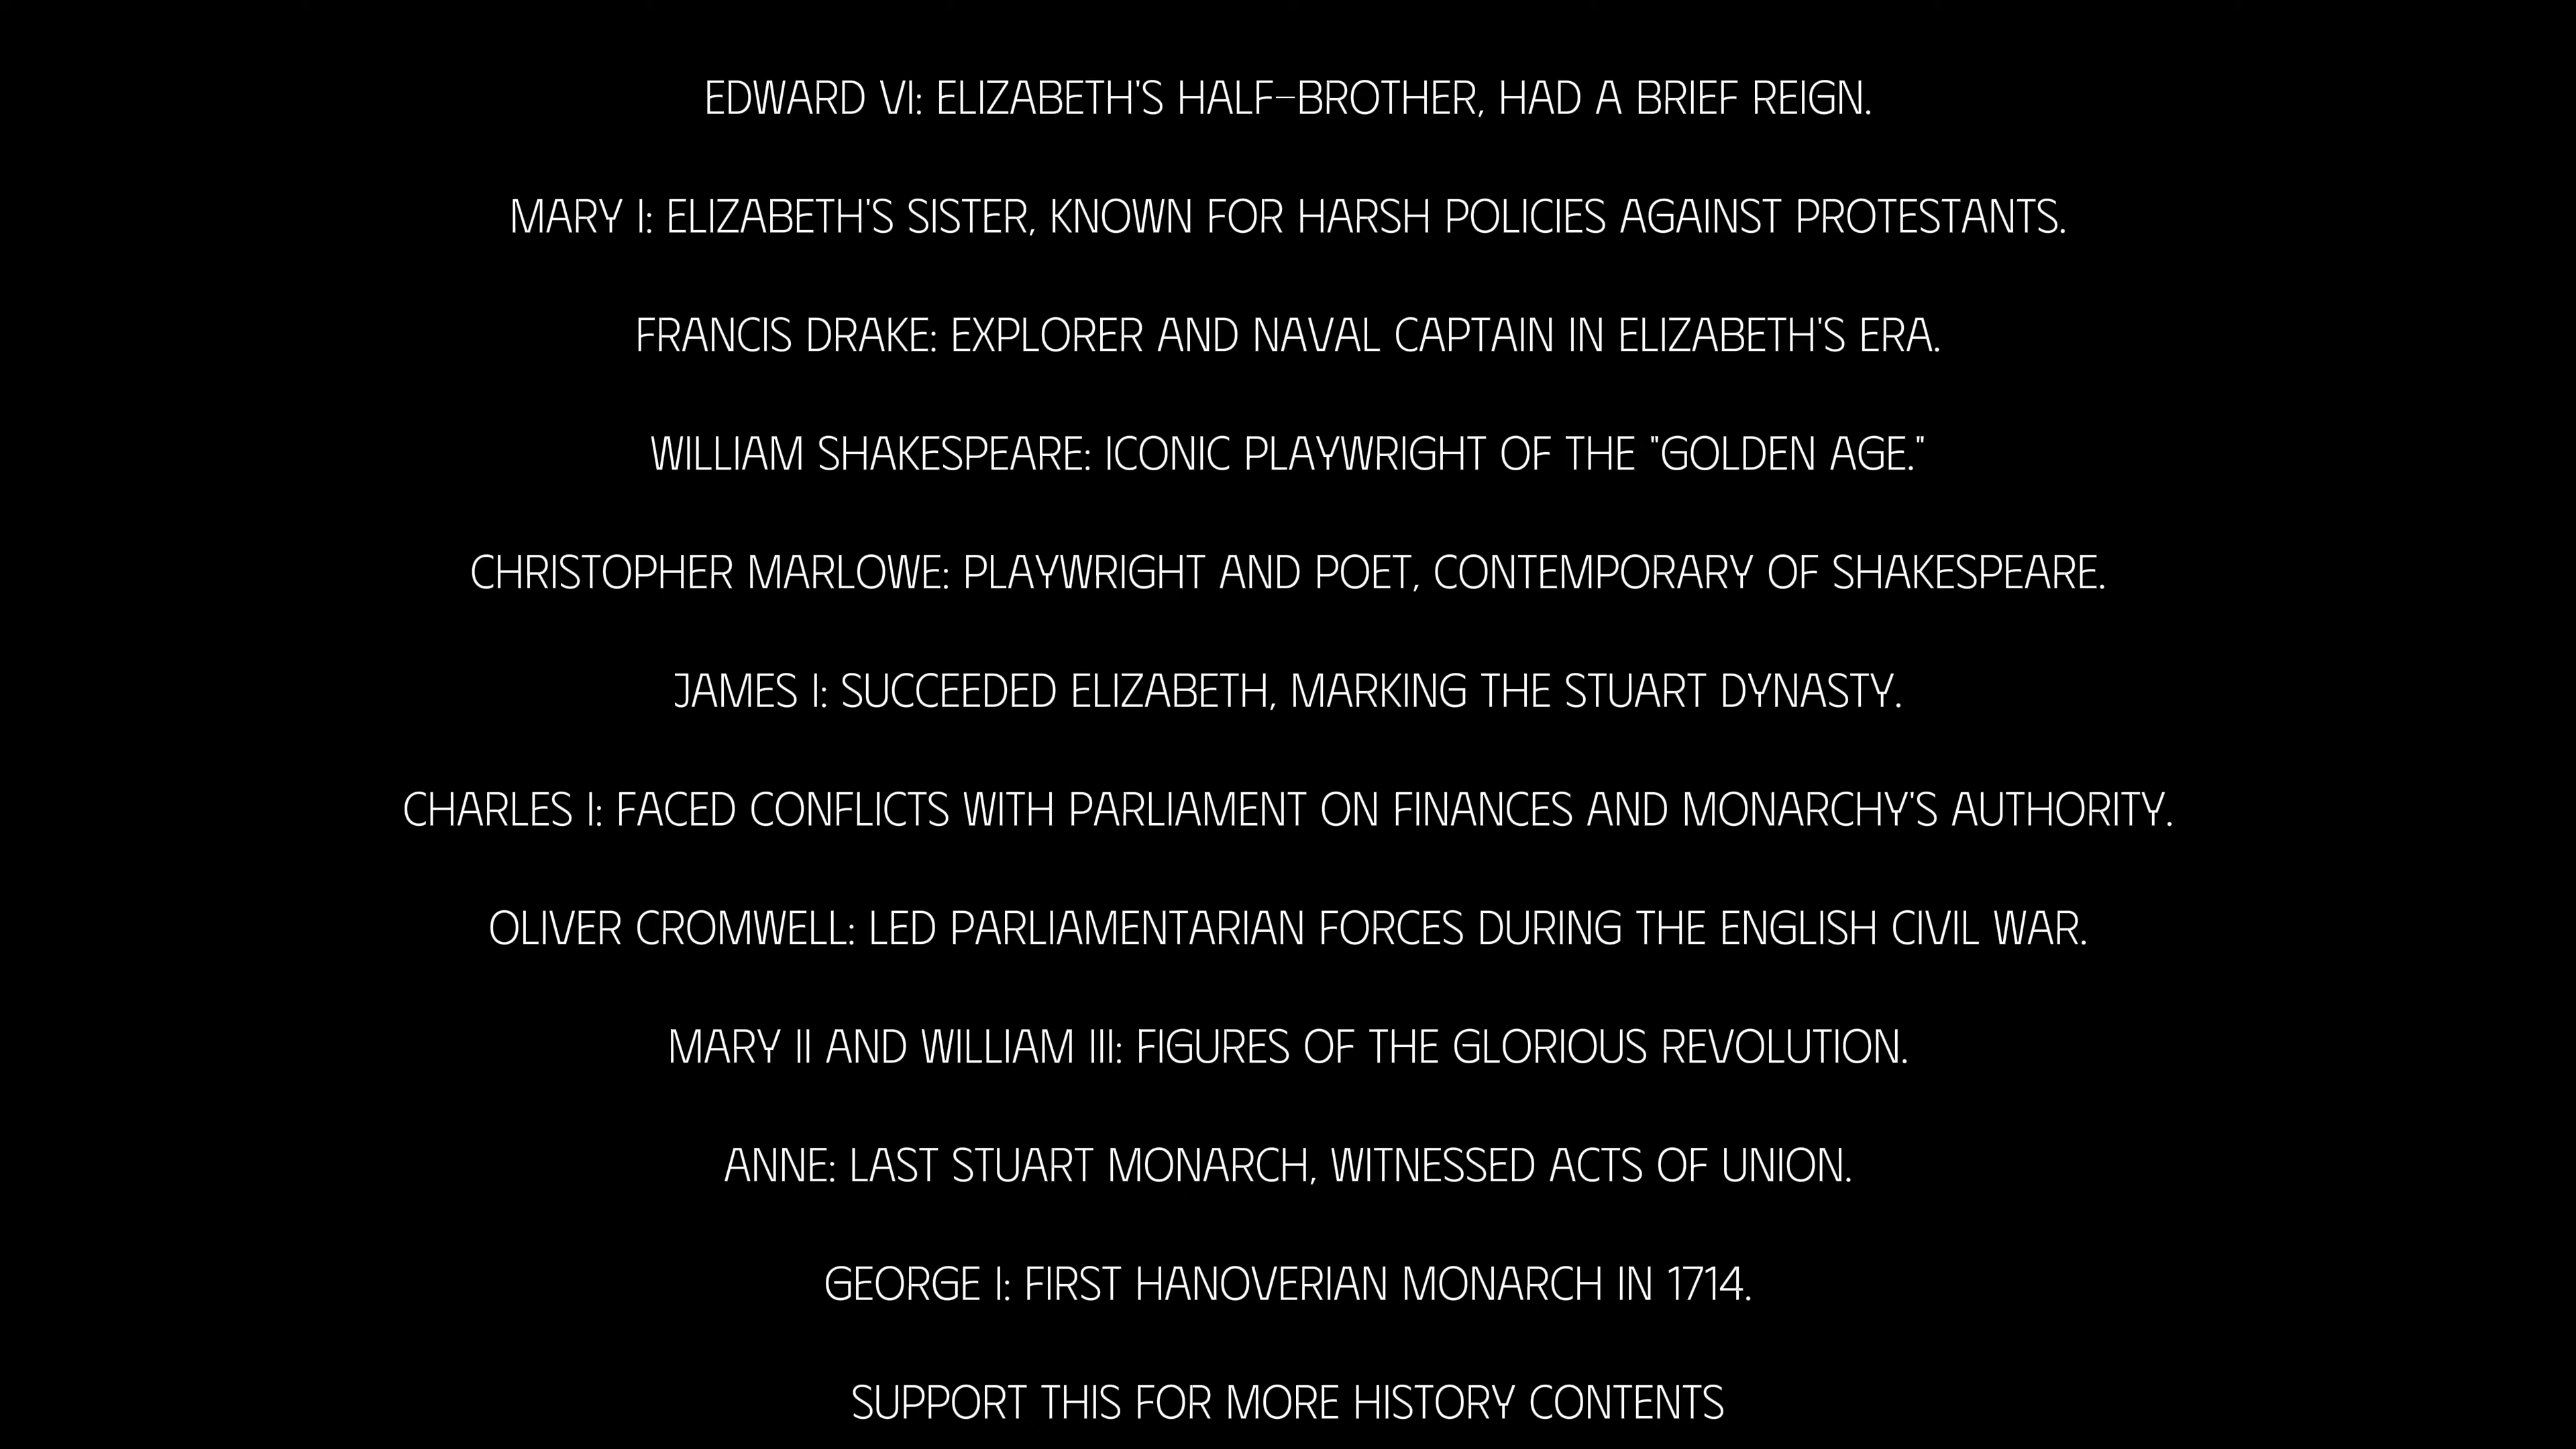 EDWARD VI: ELIZABETH'S HALF-BROTHER, HAD A BRIEF REIGN.
MARY I: ELIZABETH'S SISTER, KNOWN FOR HARSH POLICIES AGAINST PROTESTANTS.
FRANCIS DRAKE: EXPLORER AND NAVAL CAPTAIN IN ELIZABETH'S ERA.
WILLIAM SHAKESPEARE: ICONIC PLAYWRIGHT OF THE "GOLDEN AGE."
CHRISTOPHER MARLOWE: PLAYWRIGHT AND POET, CONTEMPORARY OF SHAKESPEARE.
JAMES I: SUCCEEDED ELIZABETH, MARKING THE STUART DYNASTY.
CHARLES I: FACED CONFLICTS WITH PARLIAMENT ON FINANCES AND MONARCHY'S AUTHORITY.
OLIVER CROMWELL: LED PARLIAMENTARIAN FORCES DURING THE ENGLISH CIVIL WAR.
MARY II AND WILLIAM III: FIGURES OF THE GLORIOUS REVOLUTION.
ANNE: LAST STUART MONARCH, WITNESSED ACTS OF UNION.
GEORGE I: FIRST HANOVERIAN MONARCH IN 1714.
SUPPORT THIS FOR MORE HISTORY CONTENTS